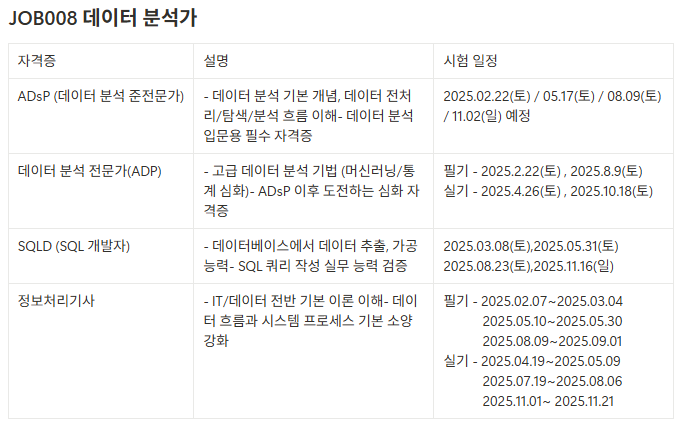 JOB008 데이터 분석가
자격증
설명
시험 일정
ADsP (데이터 분석 준전문가)
- 데이터 분석 기본 개념, 데이터 전처
리/탐색/분석 흐름 이해- 데이터 분석
입문용 필수 자격증
2025.02.22(토) / 05.17(토) / 08.09(토)
/ 11.02(일) 예정
데이터 분석 전문가(ADP)
- 고급 데이터 분석 기법 (머신러닝/통
계 심화)- ADsP 이후 도전하는 심화 자
격증
필기 - 2025.2.22(토) , 2025.8.9(토)
실기 - 2025.4.26(토) , 2025.10.18(토)
SQLD (SQL 개발자)
- 데이터베이스에서 데이터 추출, 가공
능력- SQL 쿼리 작성 실무 능력 검증
2025.03.08(토),2025.05.31(토)
2025.08.23(토),2025.11.16(일)
정보처리기사
- IT/데이터 전반 기본 이론 이해- 데이
터 흐름과 시스템 프로세스 기본 소양
강화
필기 - 2025.02.07~2025.03.04
2025.05.10~2025.05.30
2025.08.09~2025.09.01
실기 - 2025.04.19~2025.05.09
2025.07.19~2025.08.06
2025.11.01~ 2025.11.21